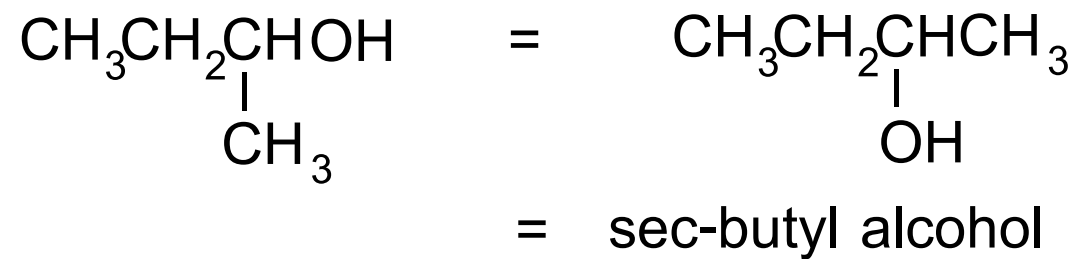 CH₃CH₂CHOH = CH₃CH₂CHCH₃
CH₃ OH
= sec-butyl alcohol